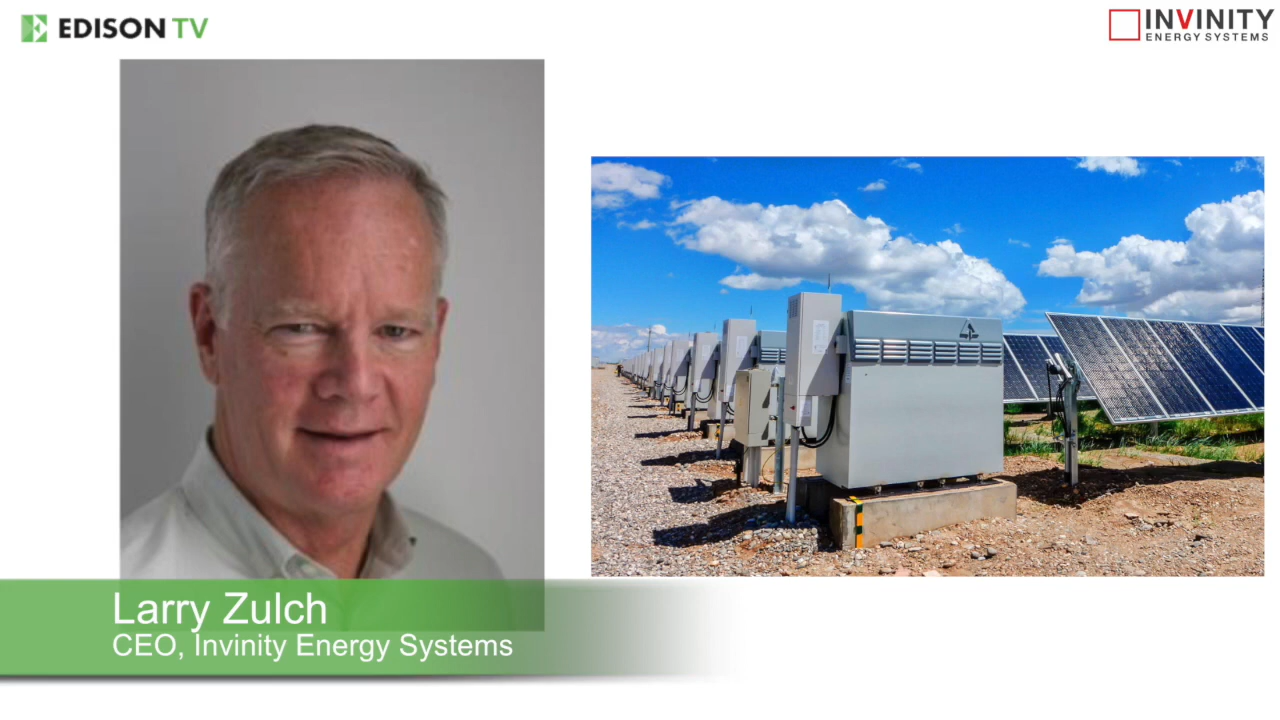 EDISON TV
INVINITY
ENERGY SYSTEMS
Larry Zulch
CEO, Invinity Energy Systems